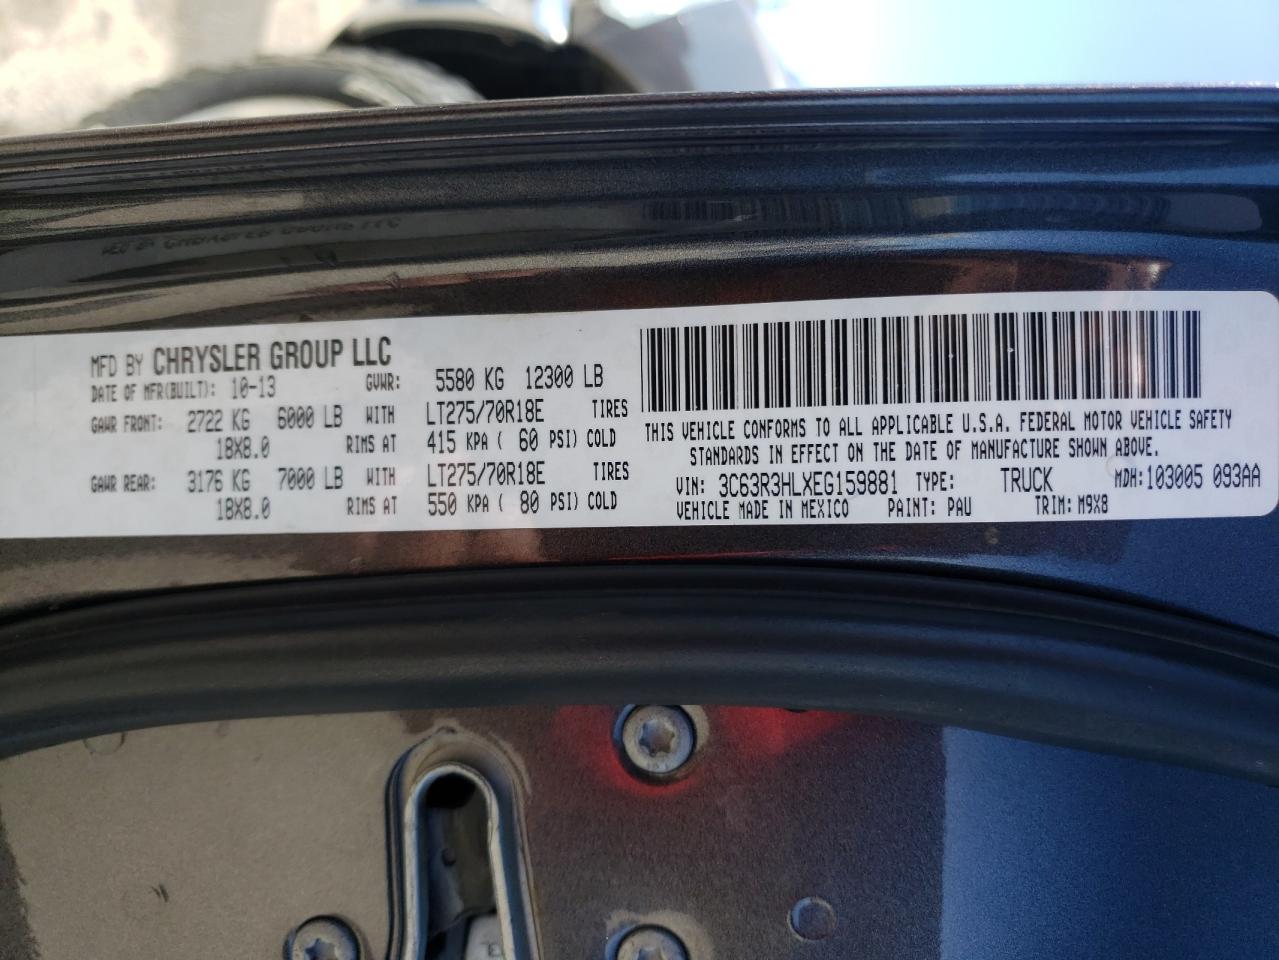 MFD BY CHRYSLER GROUP LLC
DATE OF MFR(BUILT): 10-13 GVWR: 5580 KG 12300 LB
GAWR FRONT: 2722 KG 6000 LB WITH LT275/70R18E TIRES
18X8.0 RIMS AT 415 KPA ( 60 PSI) COLD
GAWR REAR: 3176 KG 7000 LB WITH LT275/70R18E TIRES
18X8.0 RIMS AT 550 KPA ( 80 PSI) COLD
THIS VEHICLE CONFORMS TO ALL APPLICABLE U.S.A. FEDERAL MOTOR VEHICLE SAFETY
STANDARDS IN EFFECT ON THE DATE OF MANUFACTURE SHOWN ABOVE.
VIN: 3C63R3HLXEG159881 TYPE: TRUCK MDH: 103005 093AA
VEHICLE MADE IN MEXICO PAINT: PAU TRIM: M9X8